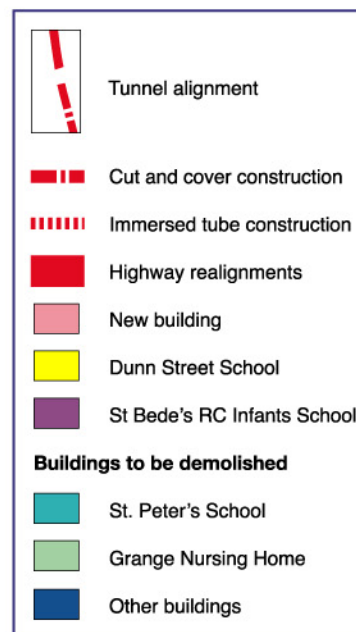 Tunnel alignment
Cut and cover construction
Immersed tube construction
Highway realignments
New building
Dunn Street School
St Bede's RC Infants School
Buildings to be demolished
St. Peter's School
Grange Nursing Home
Other buildings